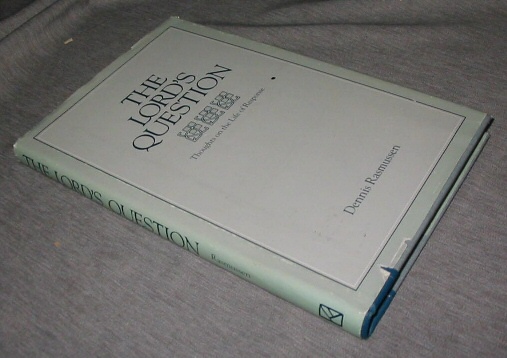 THE
LORD'S
QUESTION
Thoughts on the Life of Response
Dennis Rasmussen
THE LORD'S QUESTION
Rasmussen